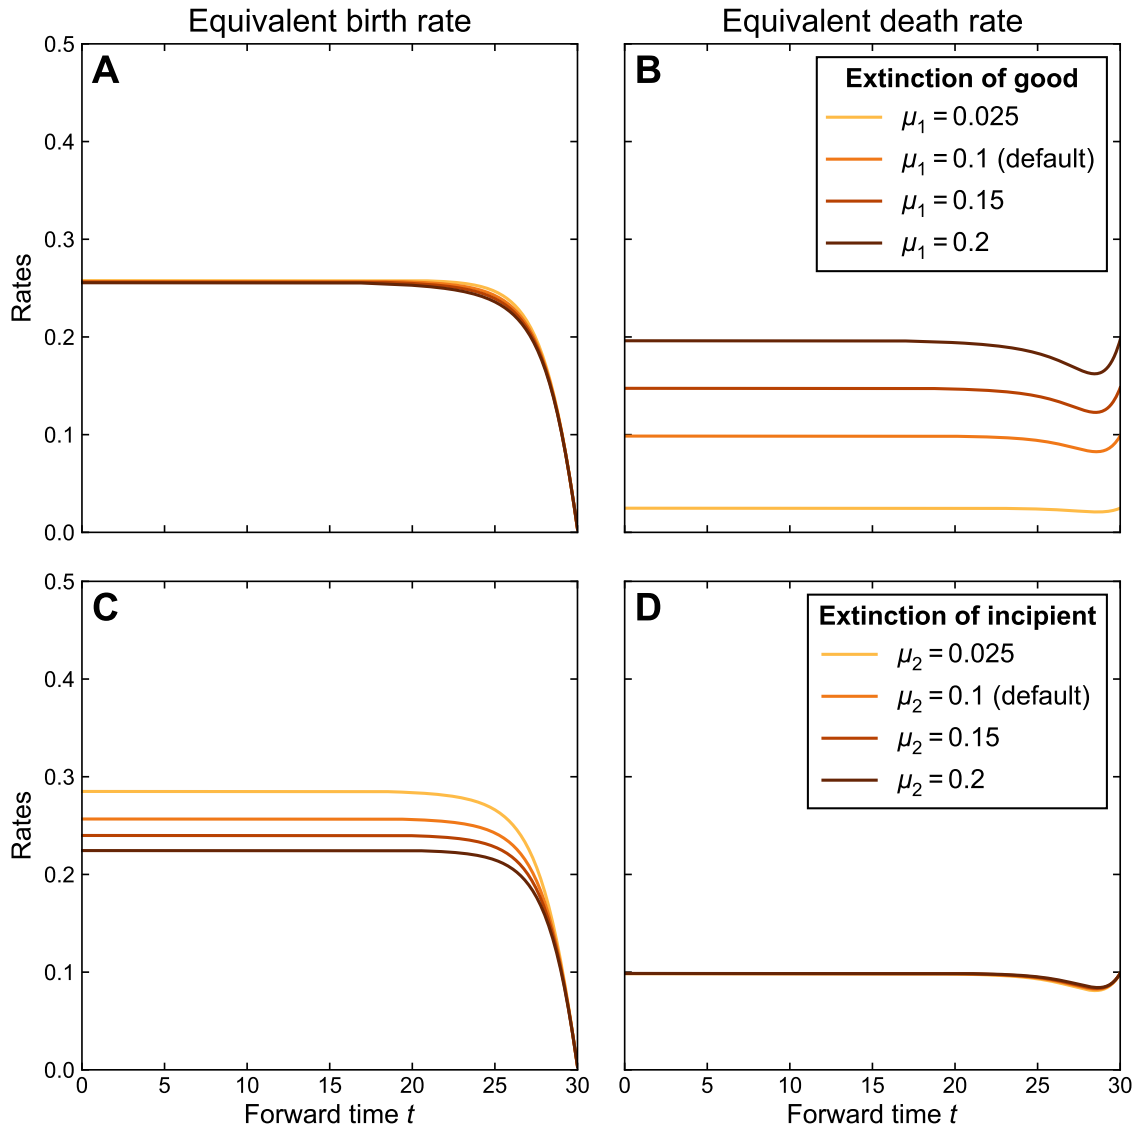 Equivalent birth rate
Equivalent death rate
A
0.5
0.4
0.3
0.2
0.1
0.0
Rates
B
Extinction of good
μ1 = 0.025
μ1 = 0.1 (default)
μ1 = 0.15
μ1 = 0.2
C
0.5
0.4
0.3
0.2
0.1
0.0
Rates
0 5 10 15 20 25 30
Forward time t
D
Extinction of incipient
μ2 = 0.025
μ2 = 0.1 (default)
μ2 = 0.15
μ2 = 0.2
0 5 10 15 20 25 30
Forward time t